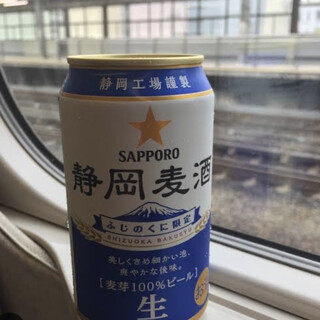 静岡工場謹製
SAPPORO
静岡麦酒
ふじのくに限定
SHIZUOKA BAKUSHU
美しくきめ細かい泡、
爽やかな後味。
【麦芽100%ビール】
生